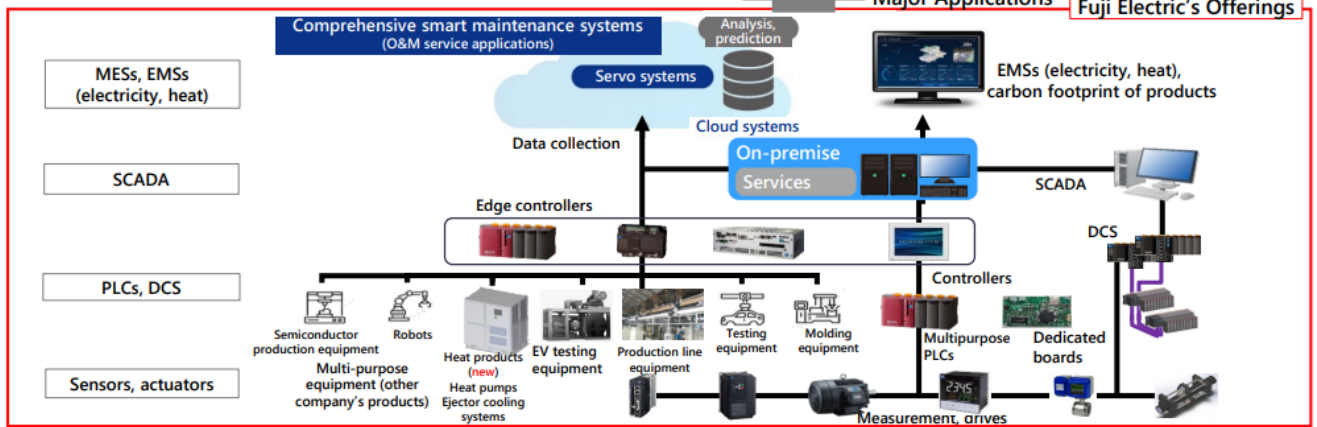 Major Applications
Fuji Electric's Offerings
Comprehensive smart maintenance systems
(O&M service applications)
Analysis,
prediction
MESs, EMSs
(electricity, heat)
Servo systems
EMSs (electricity, heat),
carbon footprint of products
Cloud systems
Data collection
On-premise
Services
SCADA
SCADA
Edge controllers
DCS
PLCs, DCS
Controllers
Semiconductor
production equipment
Robots
Heat products
(new)
Heat pumps
Ejector cooling
systems
EV testing
equipment
Production line
equipment
Testing
equipment
Molding
equipment
Multipurpose
PLCs
Dedicated
boards
Multi-purpose
equipment (other
company's products)
Sensors, actuators
2345
Measurement, drives